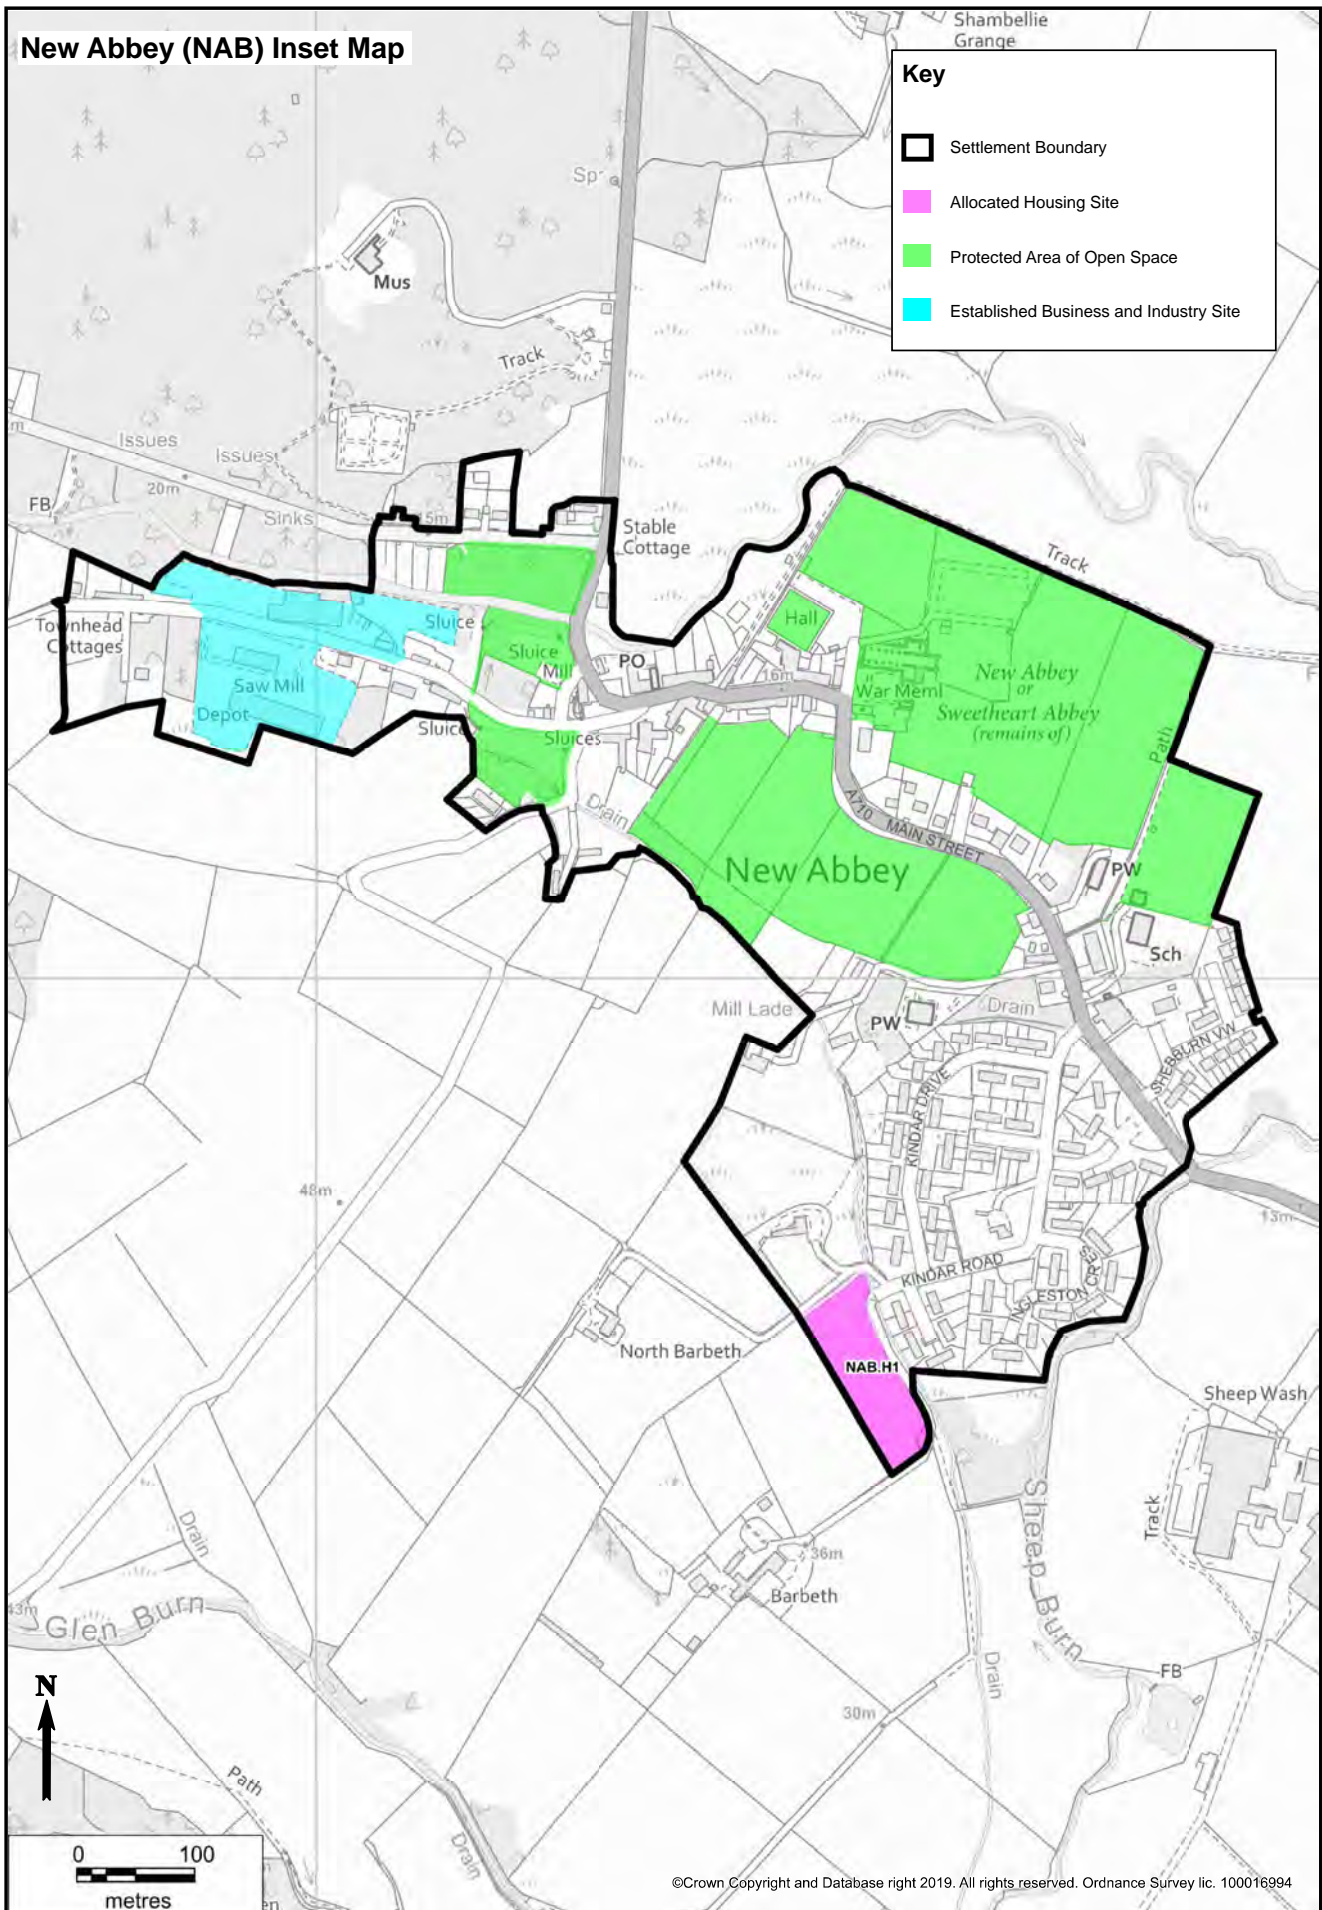 New Abbey (NAB) Inset Map
Shambellie
Grange
Key
Settlement Boundary
Allocated Housing Site
Protected Area of Open Space
Established Business and Industry Site
Spr
Mus
Track
Issues
Issues
20m
FB
Sinks
15m
Stable
Cottage
Track
Townhead
Cottages
Sluice
Hall
Sluice
Mill
PO
16m
War Meml
New Abbey
or
Sweetheart Abbey
(remains of)
Saw Mill
Depot
Sluice
Sluices
Path
Drain
A710 MAIN STREET
New Abbey
PW
Sch
Mill Lade
PW
Drain
SHEBURN VW
KINDAR DRIVE
48m
13m
KINDAR ROAD
INGLESTON CRES
North Barbeth
NAB.H1
Sheep Wash
Track
Sheep Burn
Drain
36m
Barbeth
43m
Glen Burn
Drain
FB
N
30m
Path
Drain
0 100
metres
©Crown Copyright and Database right 2019. All rights reserved. Ordnance Survey lic. 100016994